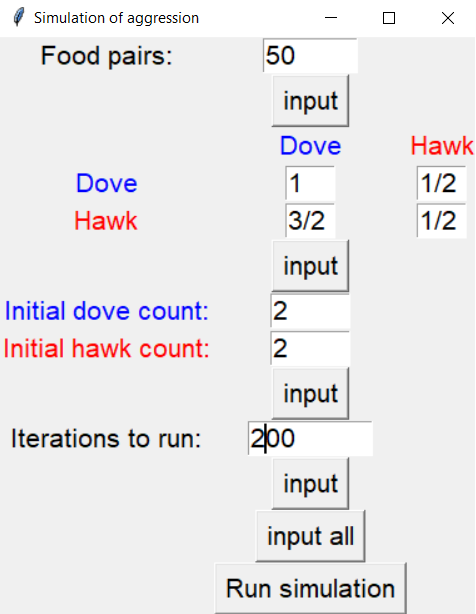 Simulation of aggression
Food pairs: 50
input
Dove Hawk
Dove 1 1/2
Hawk 3/2 1/2
input
Initial dove count: 2
Initial hawk count: 2
input
Iterations to run: 200
input
input all
Run simulation